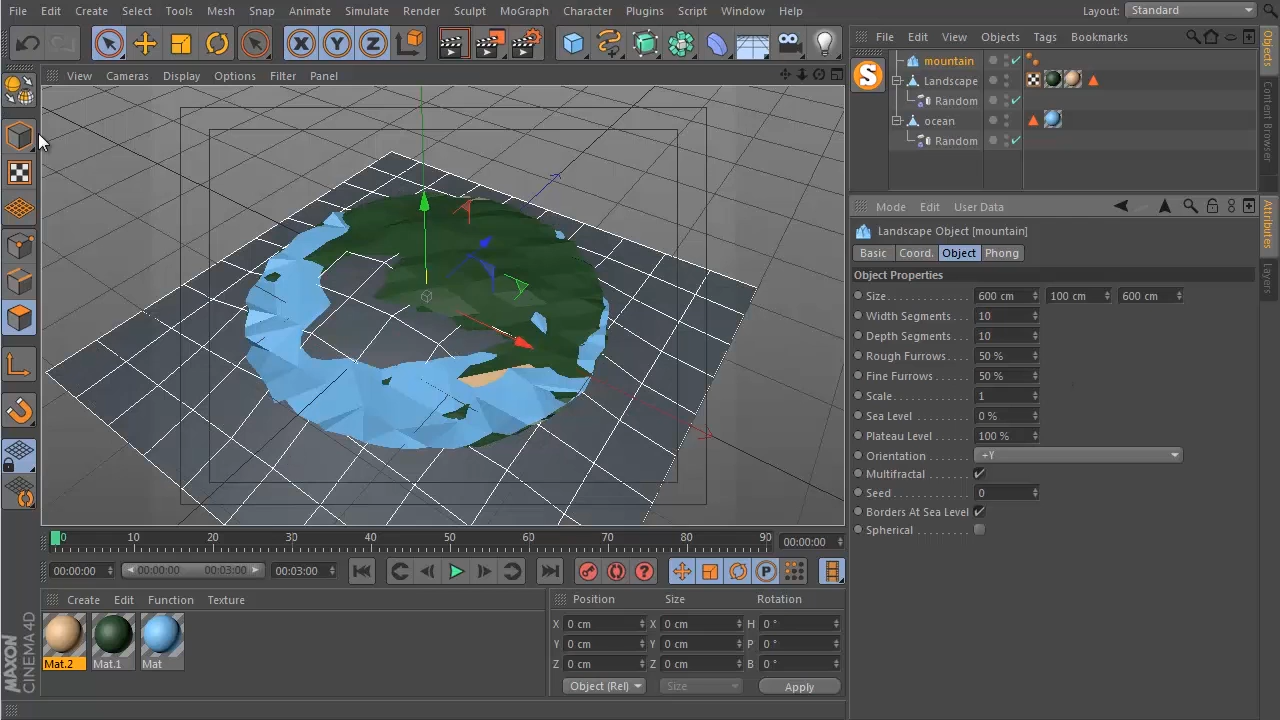 File Edit Create Select Tools Mesh Snap Animate Simulate Render Sculpt MoGraph Character Plugins Script Window Help Layout: Standard
X Y Z
File Edit View Objects Tags Bookmarks
View Cameras Display Options Filter Panel
mountain
Landscape
Random
ocean
Random
Objects
Content Browser
Mode Edit User Data
Landscape Object [mountain]
Basic Coord. Object Phong
Object Properties
Size 600 cm 100 cm 600 cm
Width Segments 10
Depth Segments 10
Rough Furrows 50 %
Fine Furrows 50 %
Scale 1
Sea Level 0 %
Plateau Level 100 %
Orientation +Y
Multifractal
Seed 0
Borders At Sea Level
Spherical
Attributes
Layers
0 10 20 30 40 50 60 70 80 90 00:00:00
00:00:00 00:00:00 00:03:00 00:03:00
Create Edit Function Texture
Mat.2 Mat.1 Mat
Position Size Rotation
X 0 cm X 0 cm H 0 °
Y 0 cm Y 0 cm P 0 °
Z 0 cm Z 0 cm B 0 °
Object (Rel) Size Apply
MAXON
CINEMA 4D